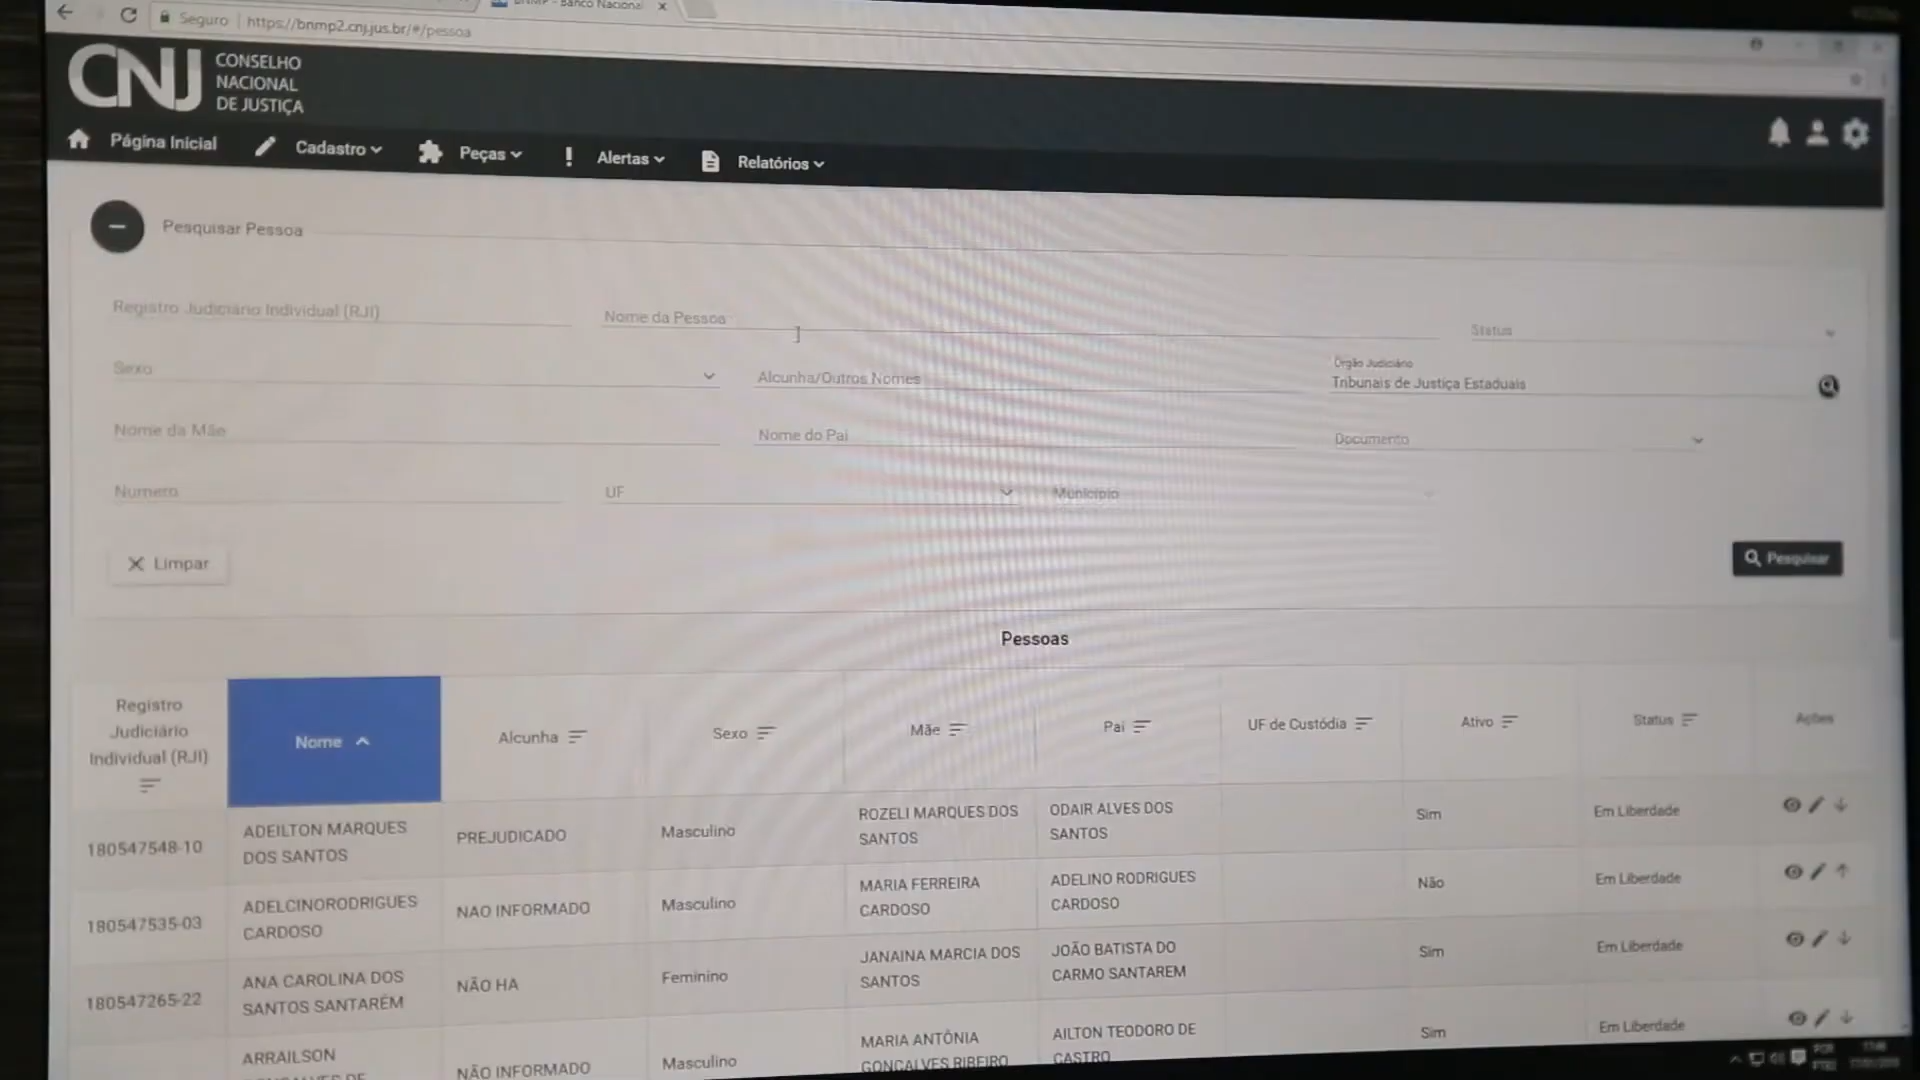 BNMP - Banco Nacional
Seguro | https://bnmp2.cnj.jus.br/#/pessoa
CNJ CONSELHO
NACIONAL
DE JUSTIÇA
Página Inicial Cadastro Peças Alertas Relatórios
Pesquisar Pessoa
Registro Judiciário Individual (RJI) Nome da Pessoa Status
Sexo Alcunha/Outros Nomes Órgão Judiciário
Tribunais de Justiça Estaduais
Nome da Mãe Nome do Pai Documento
Numero UF Município
Limpar Pesquisar
Pessoas
Registro
Judiciário
Individual (RJI) Nome Alcunha Sexo Mãe Pai UF de Custódia Ativo Status Ações
180547548-10 ADEILTON MARQUES
DOS SANTOS PREJUDICADO Masculino ROZELI MARQUES DOS
SANTOS ODAIR ALVES DOS
SANTOS Sim Em Liberdade
180547535-03 ADELCINORODRIGUES
CARDOSO NAO INFORMADO Masculino MARIA FERREIRA
CARDOSO ADELINO RODRIGUES
CARDOSO Não Em Liberdade
180547265-22 ANA CAROLINA DOS
SANTOS SANTARÉM NÃO HA Feminino JANAINA MARCIA DOS
SANTOS JOÃO BATISTA DO
CARMO SANTAREM Sim Em Liberdade
ARRAILSON
GONÇALVES DE NÃO INFORMADO Masculino MARIA ANTÔNIA
GONÇALVES RIBEIRO AILTON TEODORO DE
CASTRO Sim Em Liberdade
POR